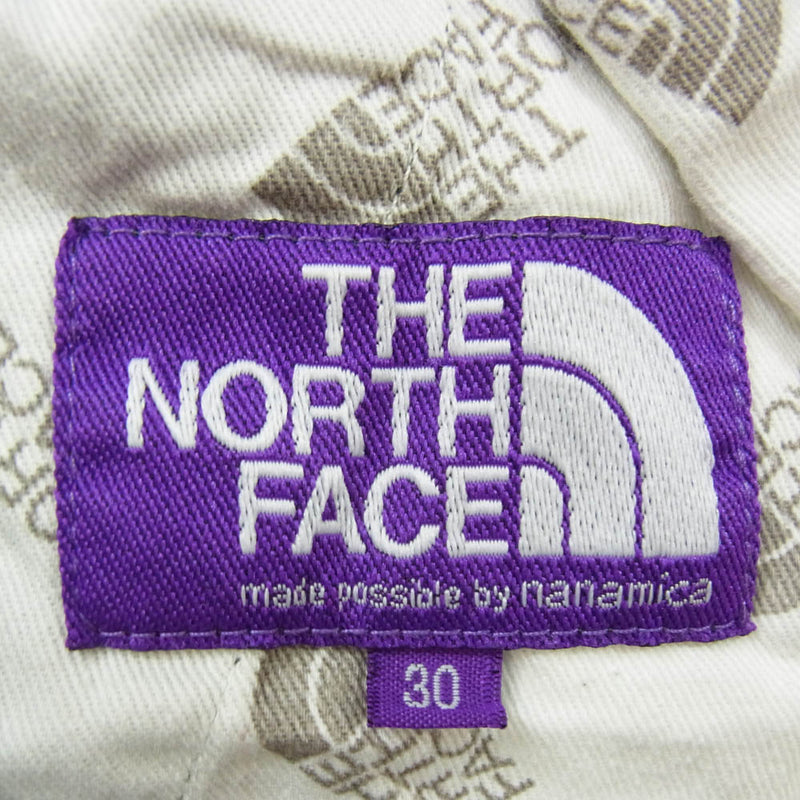 THE
NORTH
FACE
made possible by nanamica
30